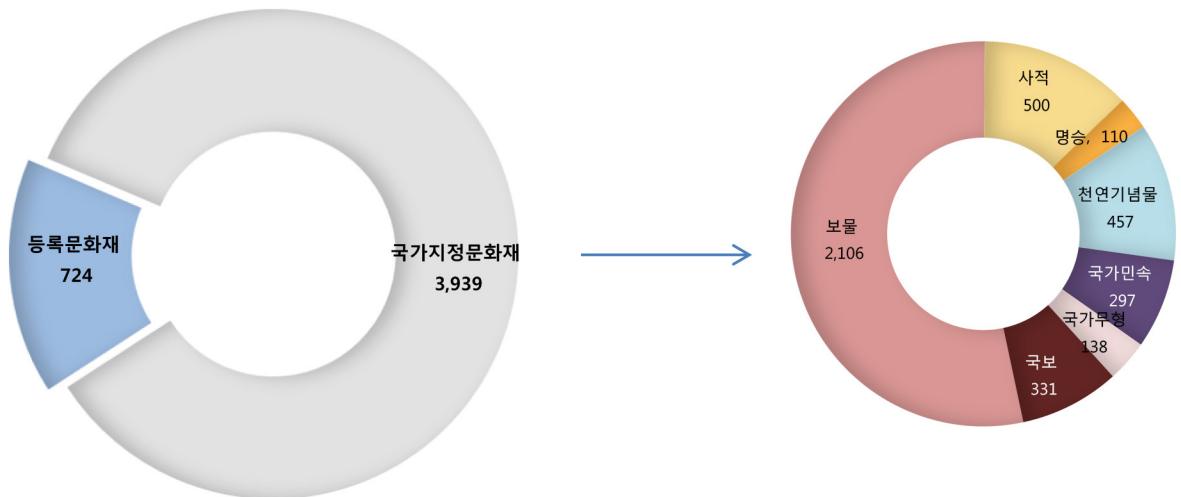 등록문화재
724
국가지정문화재
3,939
사적
500
명승, 110
천연기념물
457
국가민속
297
국가무형
138
국보
331
보물
2,106